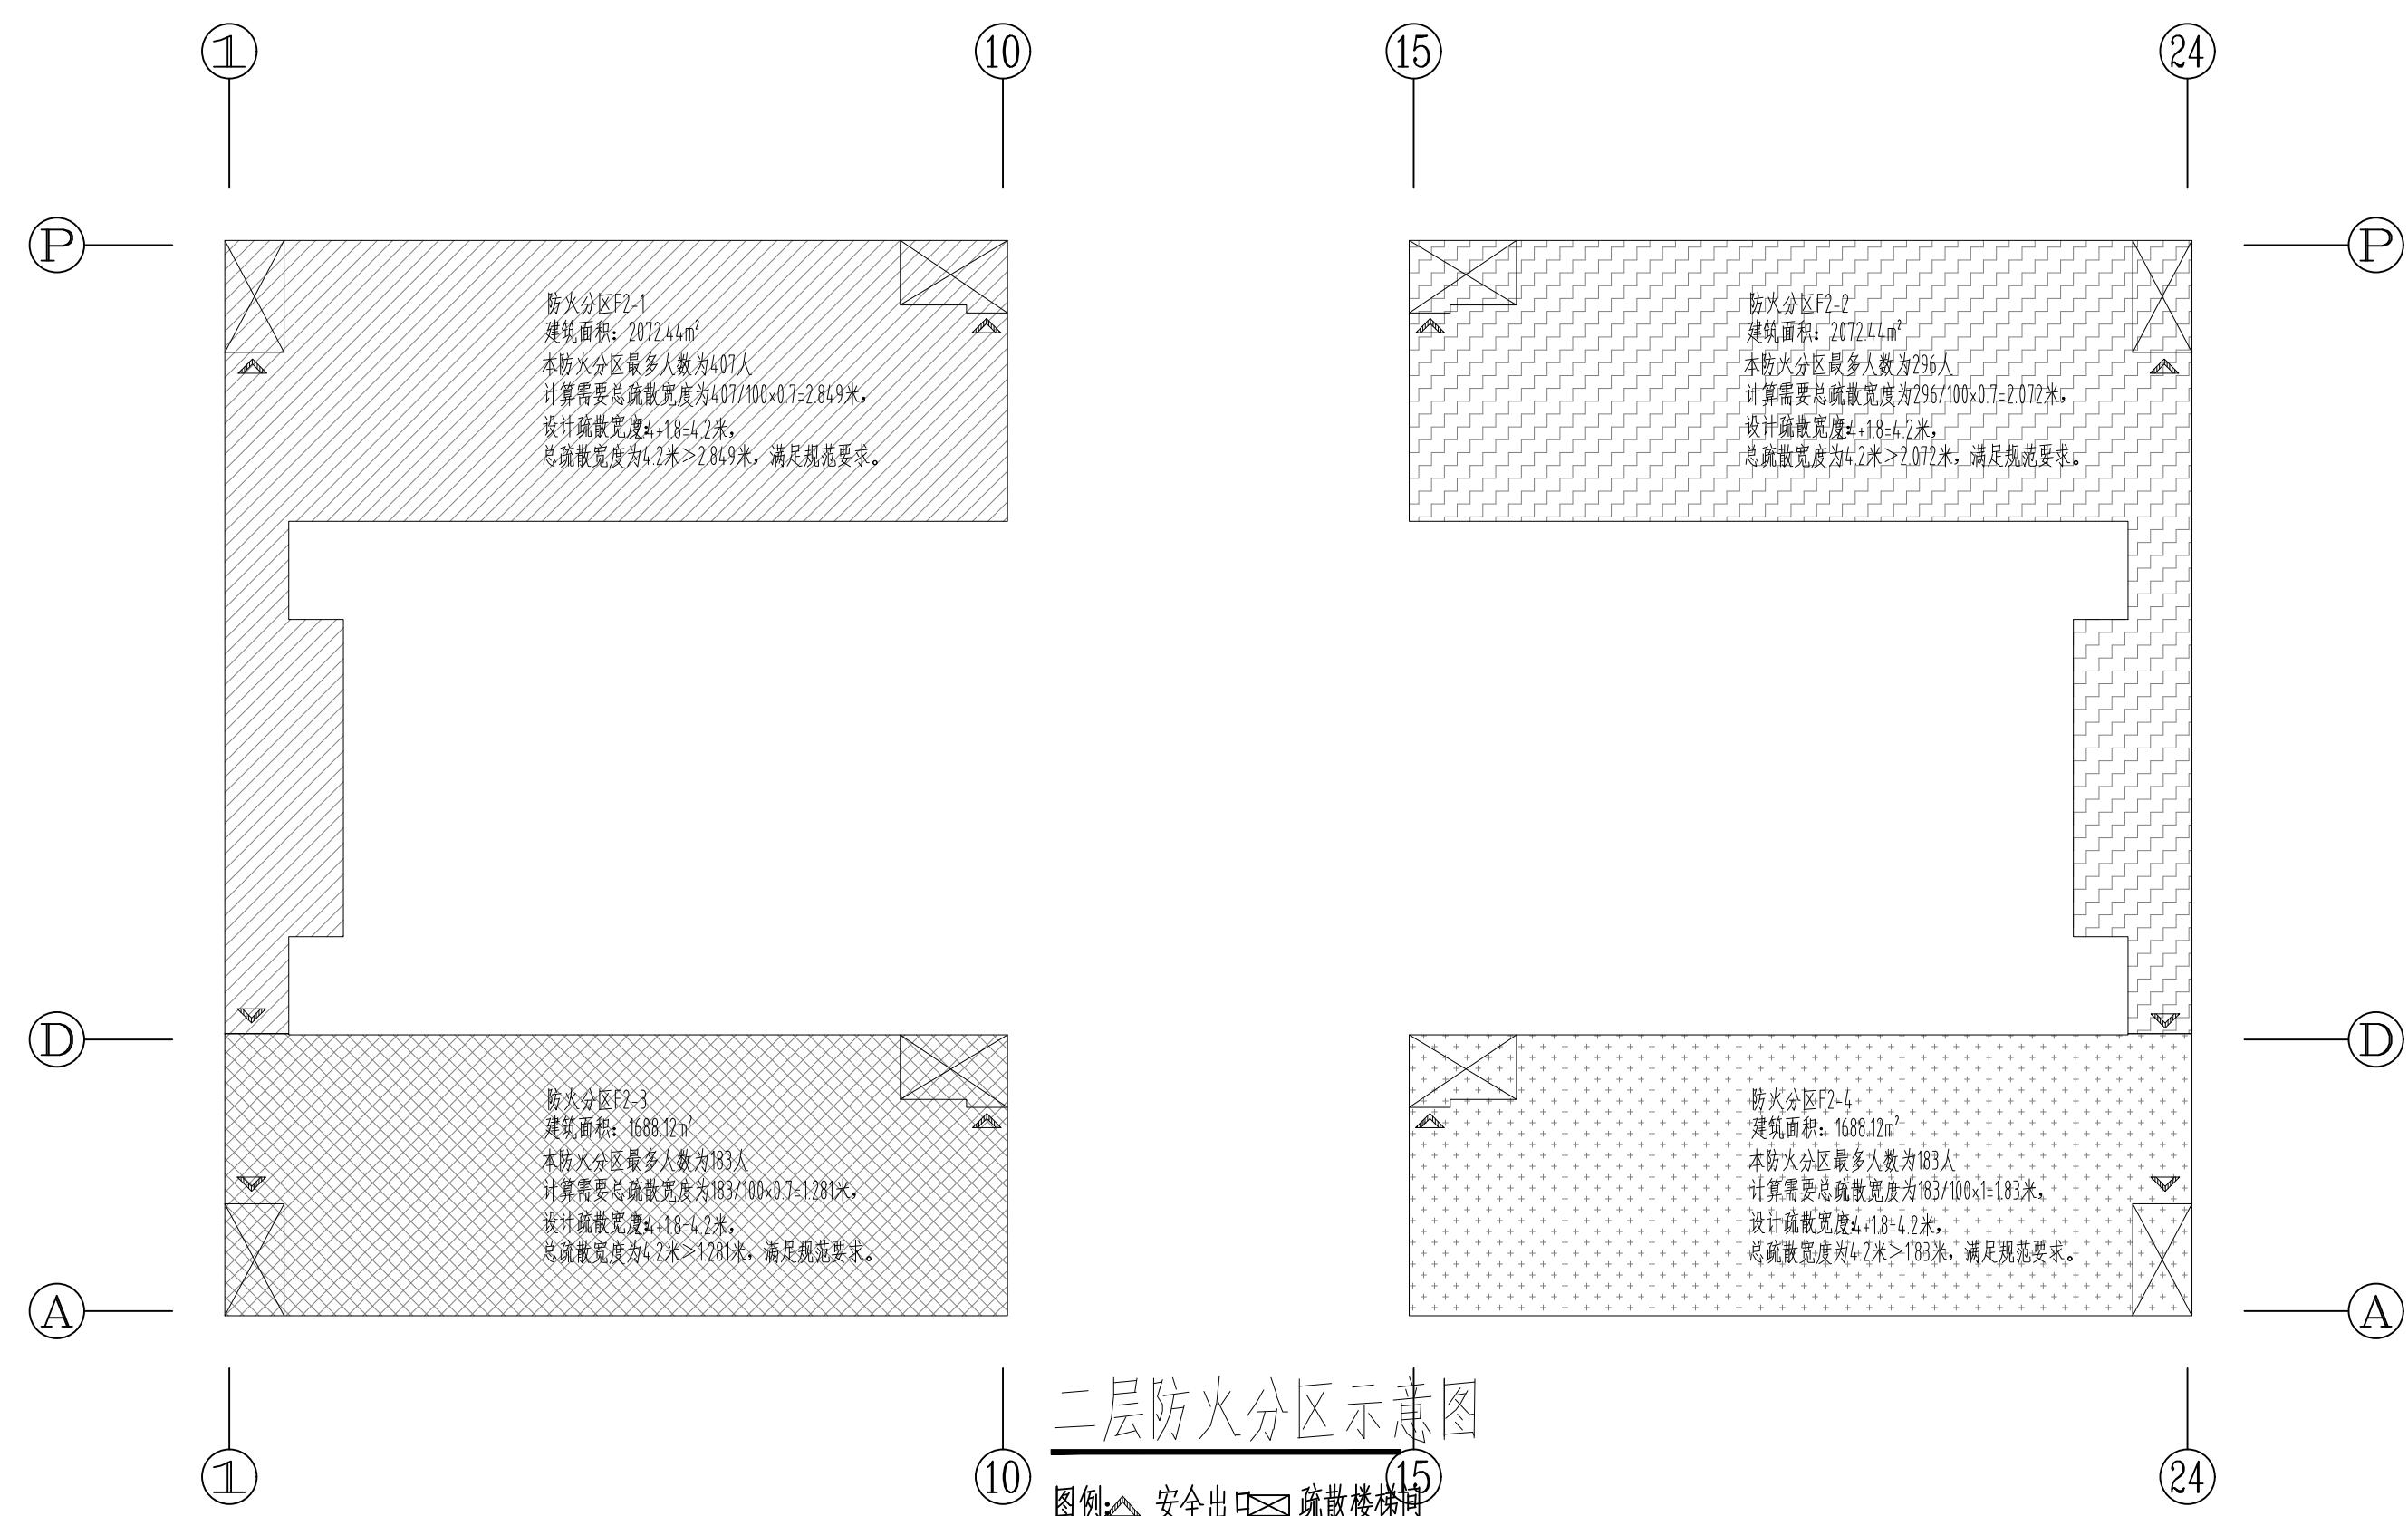 1
10
15
24
P
P
防火分区F2-1
建筑面积：2072.44m²
本防火分区最多人数为407人
计算需要总疏散宽度为407/100×0.7=2.849米，
设计疏散宽度：2.4+1.8=4.2米，
总疏散宽度为4.2米＞2.849米，满足规范要求。
防火分区F2-2
建筑面积：2072.44m²
本防火分区最多人数为296人
计算需要总疏散宽度为296/100×0.7=2.072米，
设计疏散宽度：2.4+1.8=4.2米，
总疏散宽度为4.2米＞2.072米，满足规范要求。
D
D
防火分区F2-3
建筑面积：1688.12m²
本防火分区最多人数为183人
计算需要总疏散宽度为183/100×0.7=1.281米，
设计疏散宽度：2.4+1.8=4.2米，
总疏散宽度为4.2米＞1.281米，满足规范要求。
防火分区F2-4
建筑面积：1688.12m²
本防火分区最多人数为183人
计算需要总疏散宽度为183/100×1=1.83米，
设计疏散宽度：2.4+1.8=4.2米，
总疏散宽度为4.2米＞1.83米，满足规范要求。
A
A
二层防火分区示意图
1
10
15
24
图例： 安全出口 疏散楼梯间